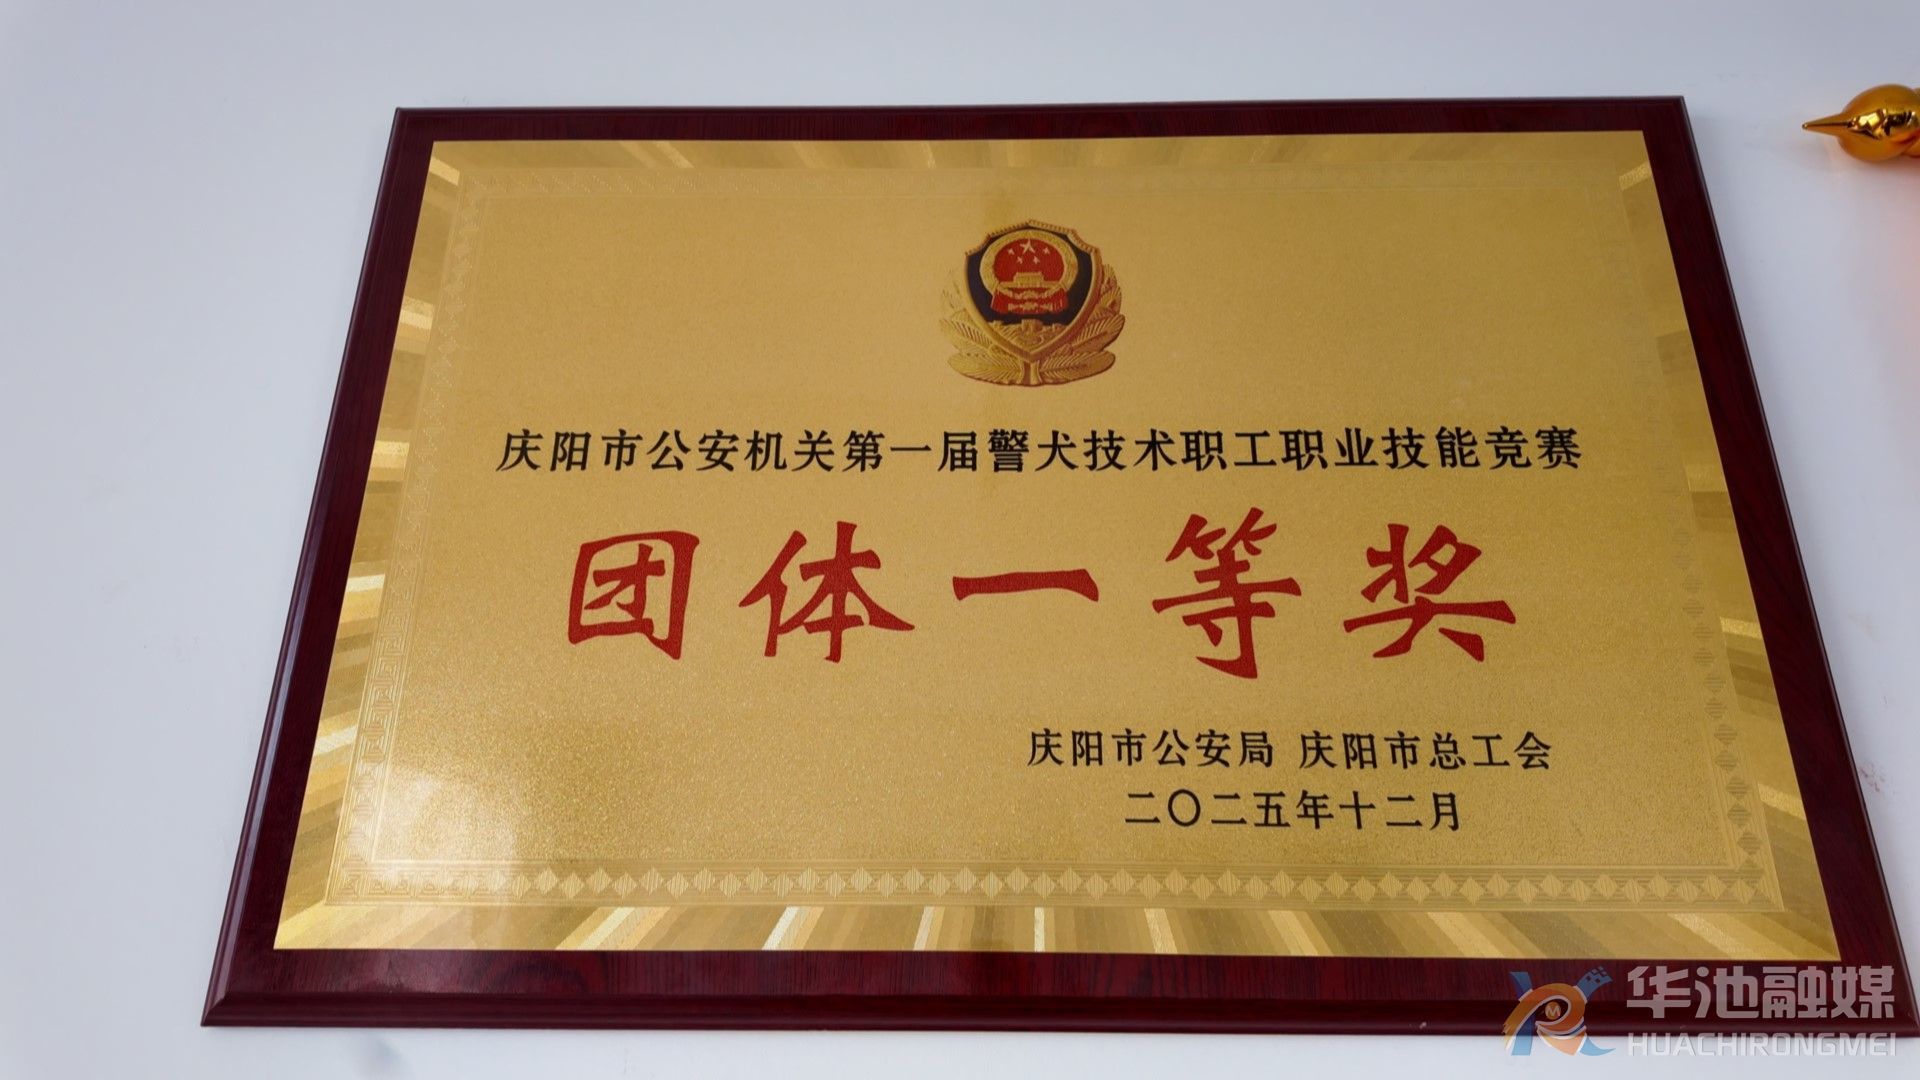 庆阳市公安机关第一届警犬技术职工职业技能竞赛
团体一等奖
庆阳市公安局 庆阳市总工会
二〇二五年十二月
华池融媒
HUACHIRONGMEI